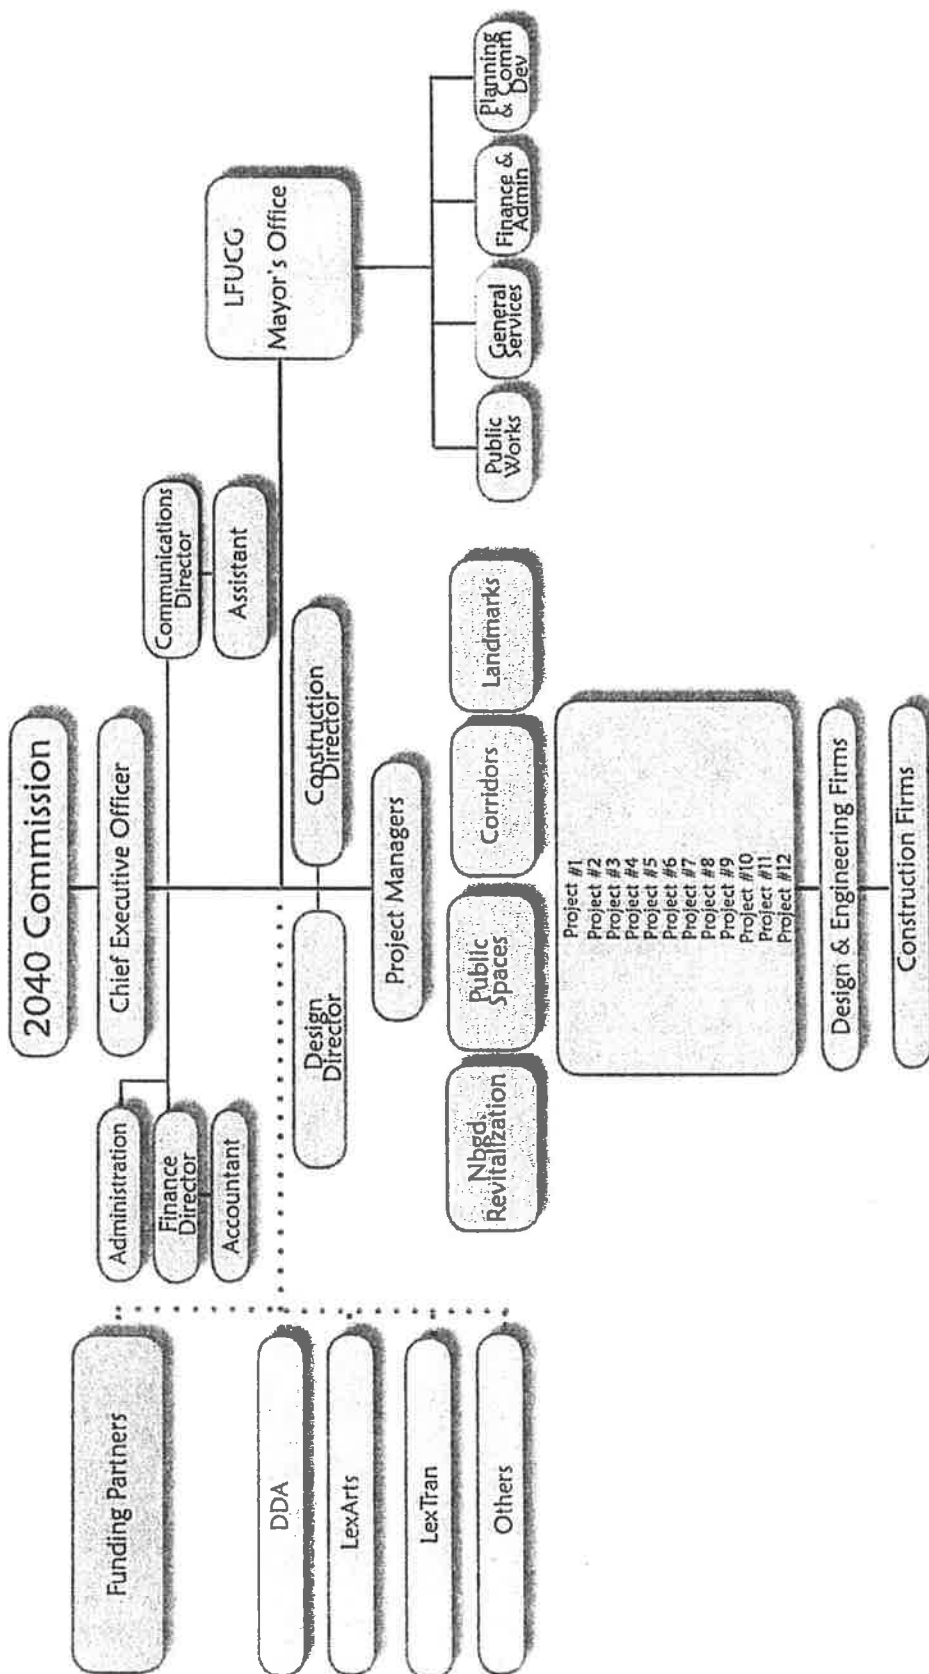 2040 Commission
Chief Executive Officer
Administration
Finance
Director
Accountant
Communications
Director
Assistant
Funding Partners
DDA
LexArts
LexTran
Others
LFUCG
Mayor's Office
Public
Works
General
Services
Finance &
Admin
Planning
& Comm
Dev
Design
Director
Construction
Director
Project Managers
Nbgd.
Revitalization
Public
Spaces
Corridors
Landmarks
Project #1
Project #2
Project #3
Project #4
Project #5
Project #6
Project #7
Project #8
Project #9
Project #10
Project #11
Project #12
Design & Engineering Firms
Construction Firms